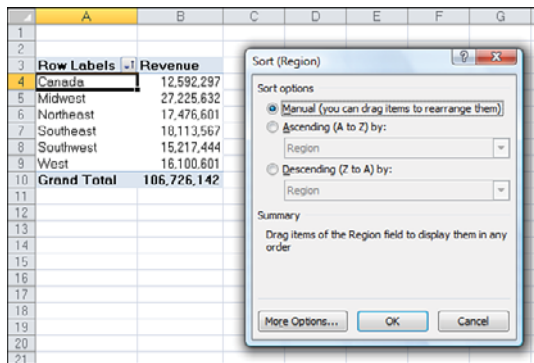 A B C D E F G
1
2
3 Row Labels Revenue
4 Canada 12,592,297
5 Midwest 27,225,632
6 Northeast 17,476,601
7 Southeast 18,113,567
8 Southwest 15,217,444
9 West 16,100,601
10 Grand Total 106,726,142
11
12
13
14
15
16
17
18
19
20
21
Sort (Region)
Sort options
Manual (you can drag items to rearrange them)
Ascending (A to Z) by:
Region
Descending (Z to A) by:
Region
Summary
Drag items of the Region field to display them in any
order
More Options... OK Cancel